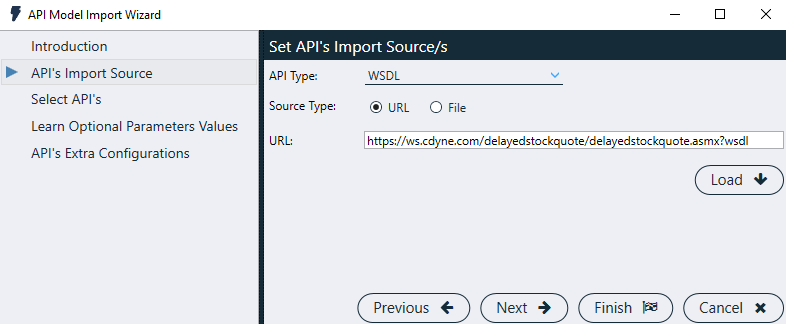 API Model Import Wizard
Introduction
API's Import Source
Select API's
Learn Optional Parameters Values
API's Extra Configurations
Set API's Import Source/s
API Type: WSDL
Source Type: URL File
URL: https://ws.cdyne.com/delayedstockquote/delayedstockquote.asmx?wsdl
Load
Previous Next Finish Cancel